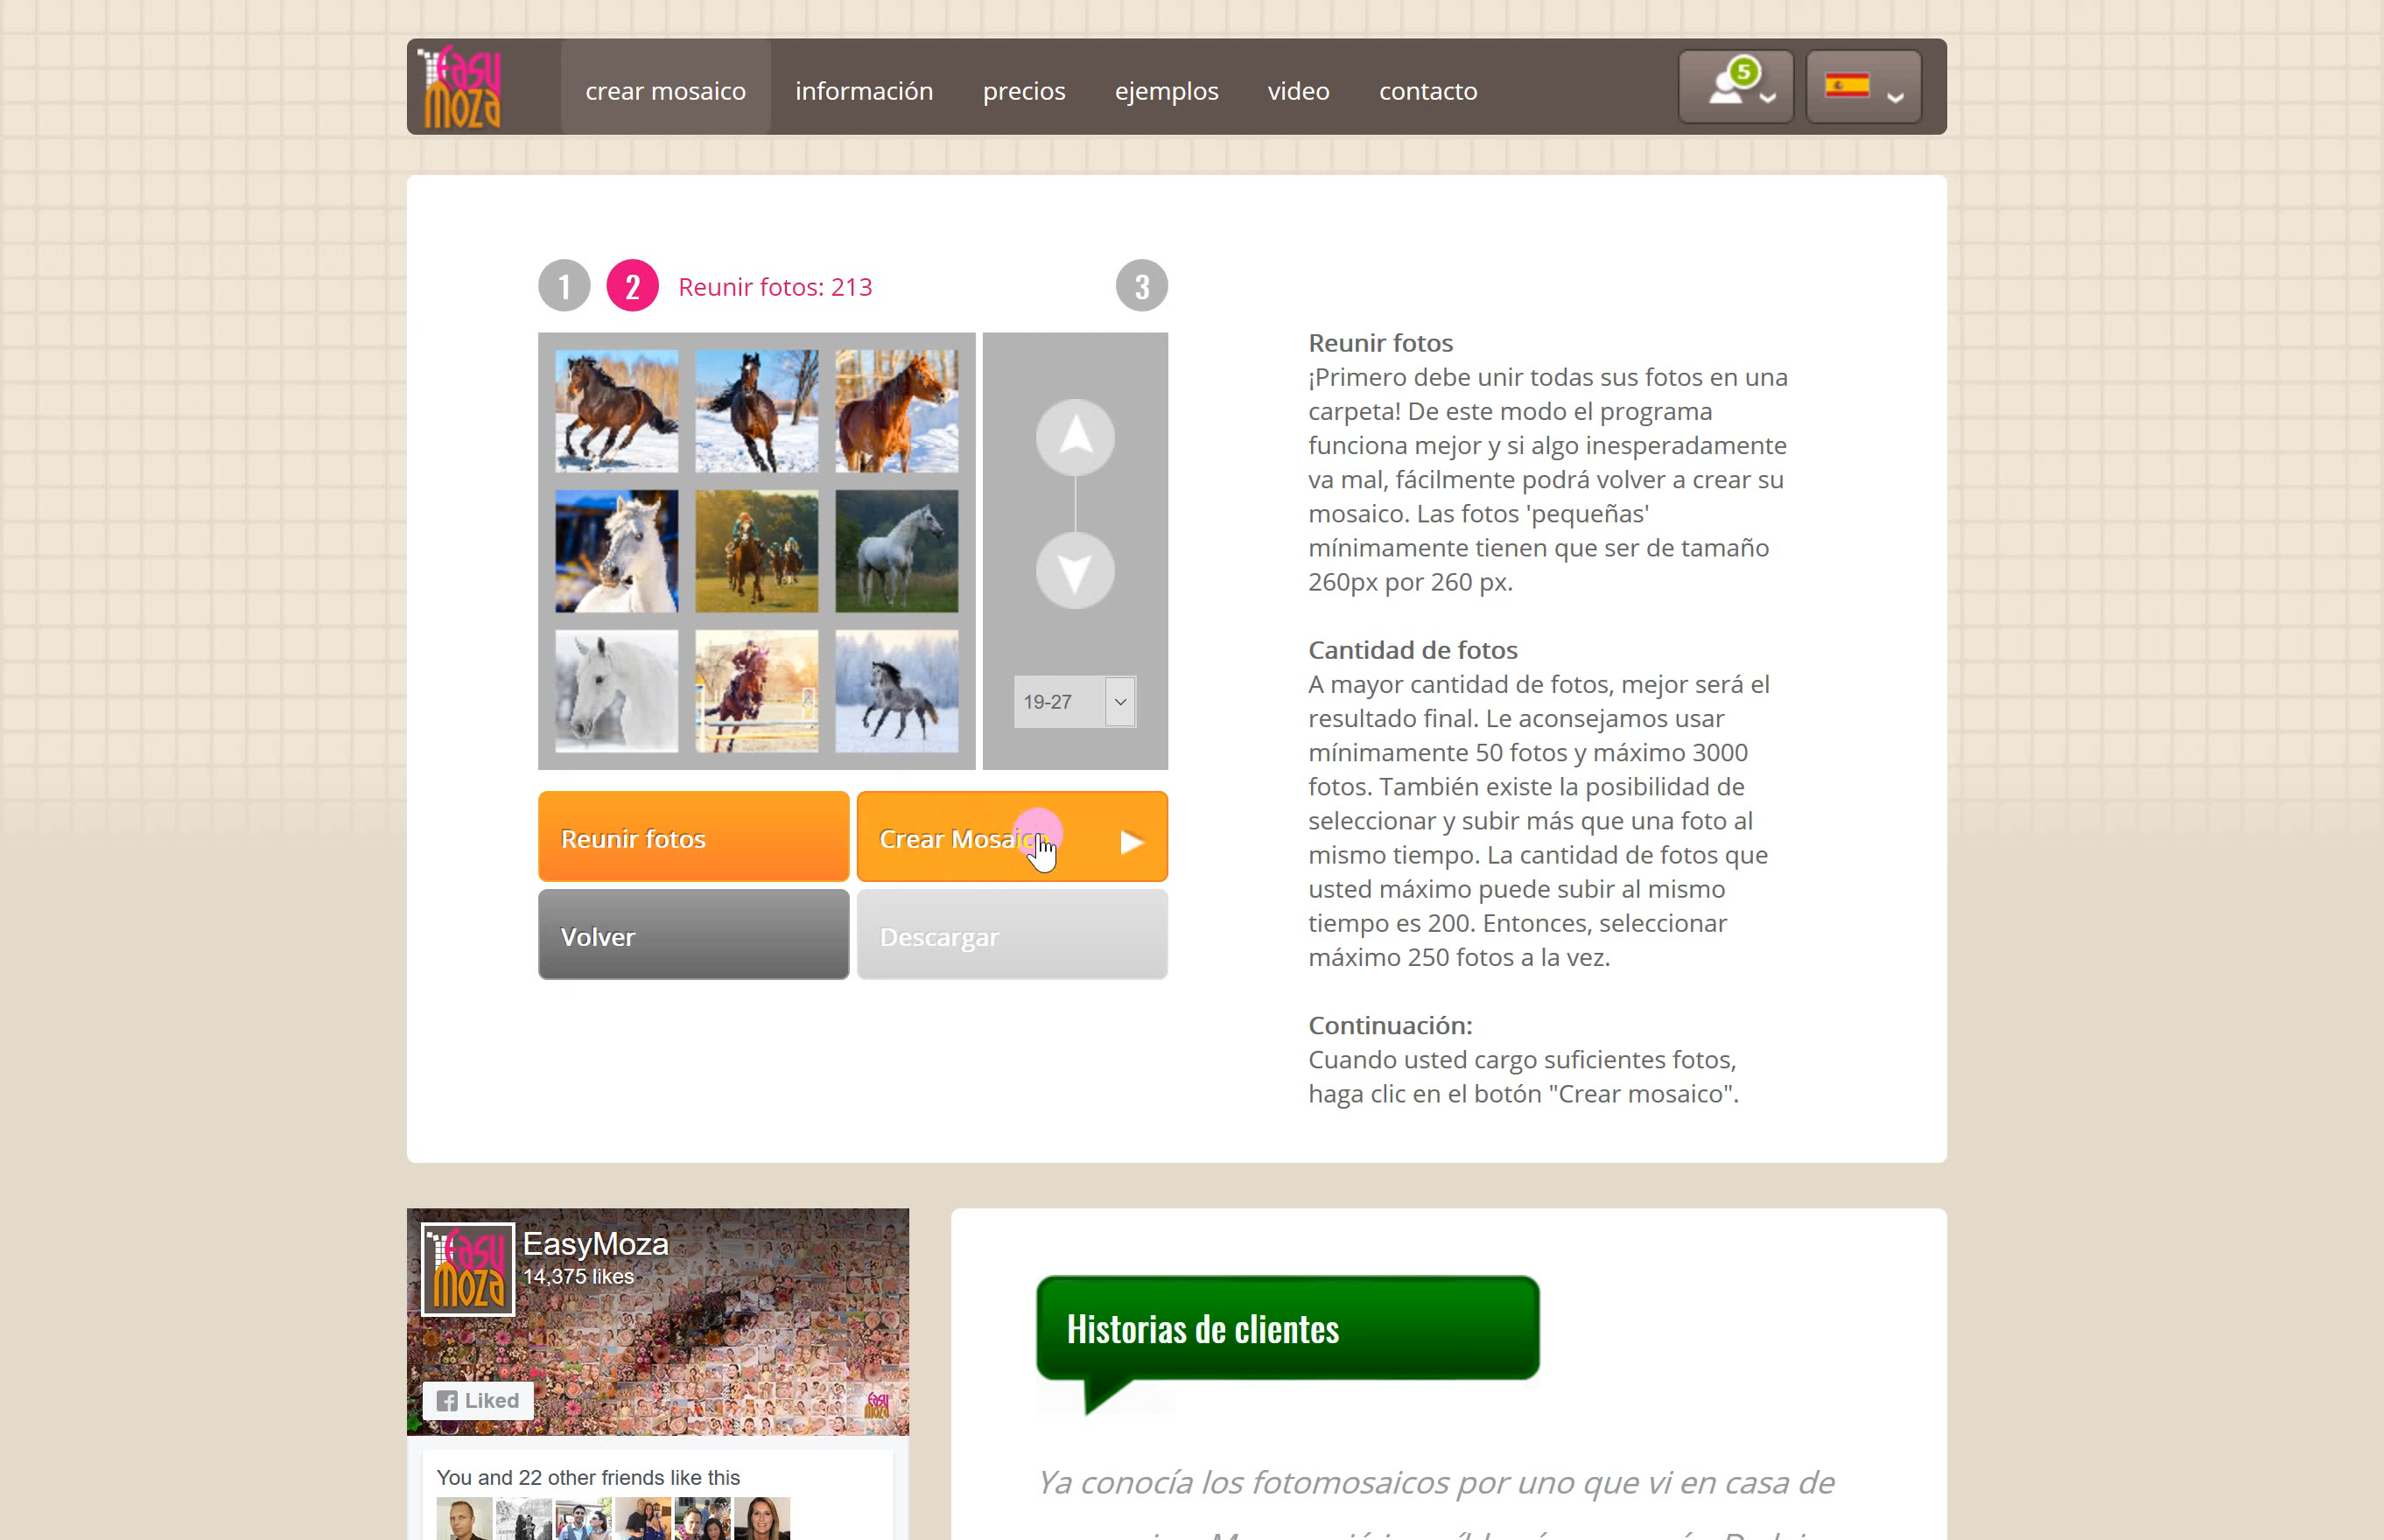 Easy
Moza
crear mosaico
información
precios
ejemplos
video
contacto
5
1
2
Reunir fotos: 213
3
19-27
Reunir fotos
Crear Mosaico
Volver
Descargar
Reunir fotos
¡Primero debe unir todas sus fotos en una
carpeta! De este modo el programa
funciona mejor y si algo inesperadamente
va mal, fácilmente podrá volver a crear su
mosaico. Las fotos 'pequeñas'
mínimamente tienen que ser de tamaño
260px por 260 px.
Cantidad de fotos
A mayor cantidad de fotos, mejor será el
resultado final. Le aconsejamos usar
mínimamente 50 fotos y máximo 3000
fotos. También existe la posibilidad de
seleccionar y subir más que una foto al
mismo tiempo. La cantidad de fotos que
usted máximo puede subir al mismo
tiempo es 200. Entonces, seleccionar
máximo 250 fotos a la vez.
Continuación:
Cuando usted cargo suficientes fotos,
haga clic en el botón "Crear mosaico".
Easy
Moza
EasyMoza
14,375 likes
Liked
Easy
Moza
You and 22 other friends like this
Historias de clientes
Ya conocía los fotomosaicos por uno que vi en casa de